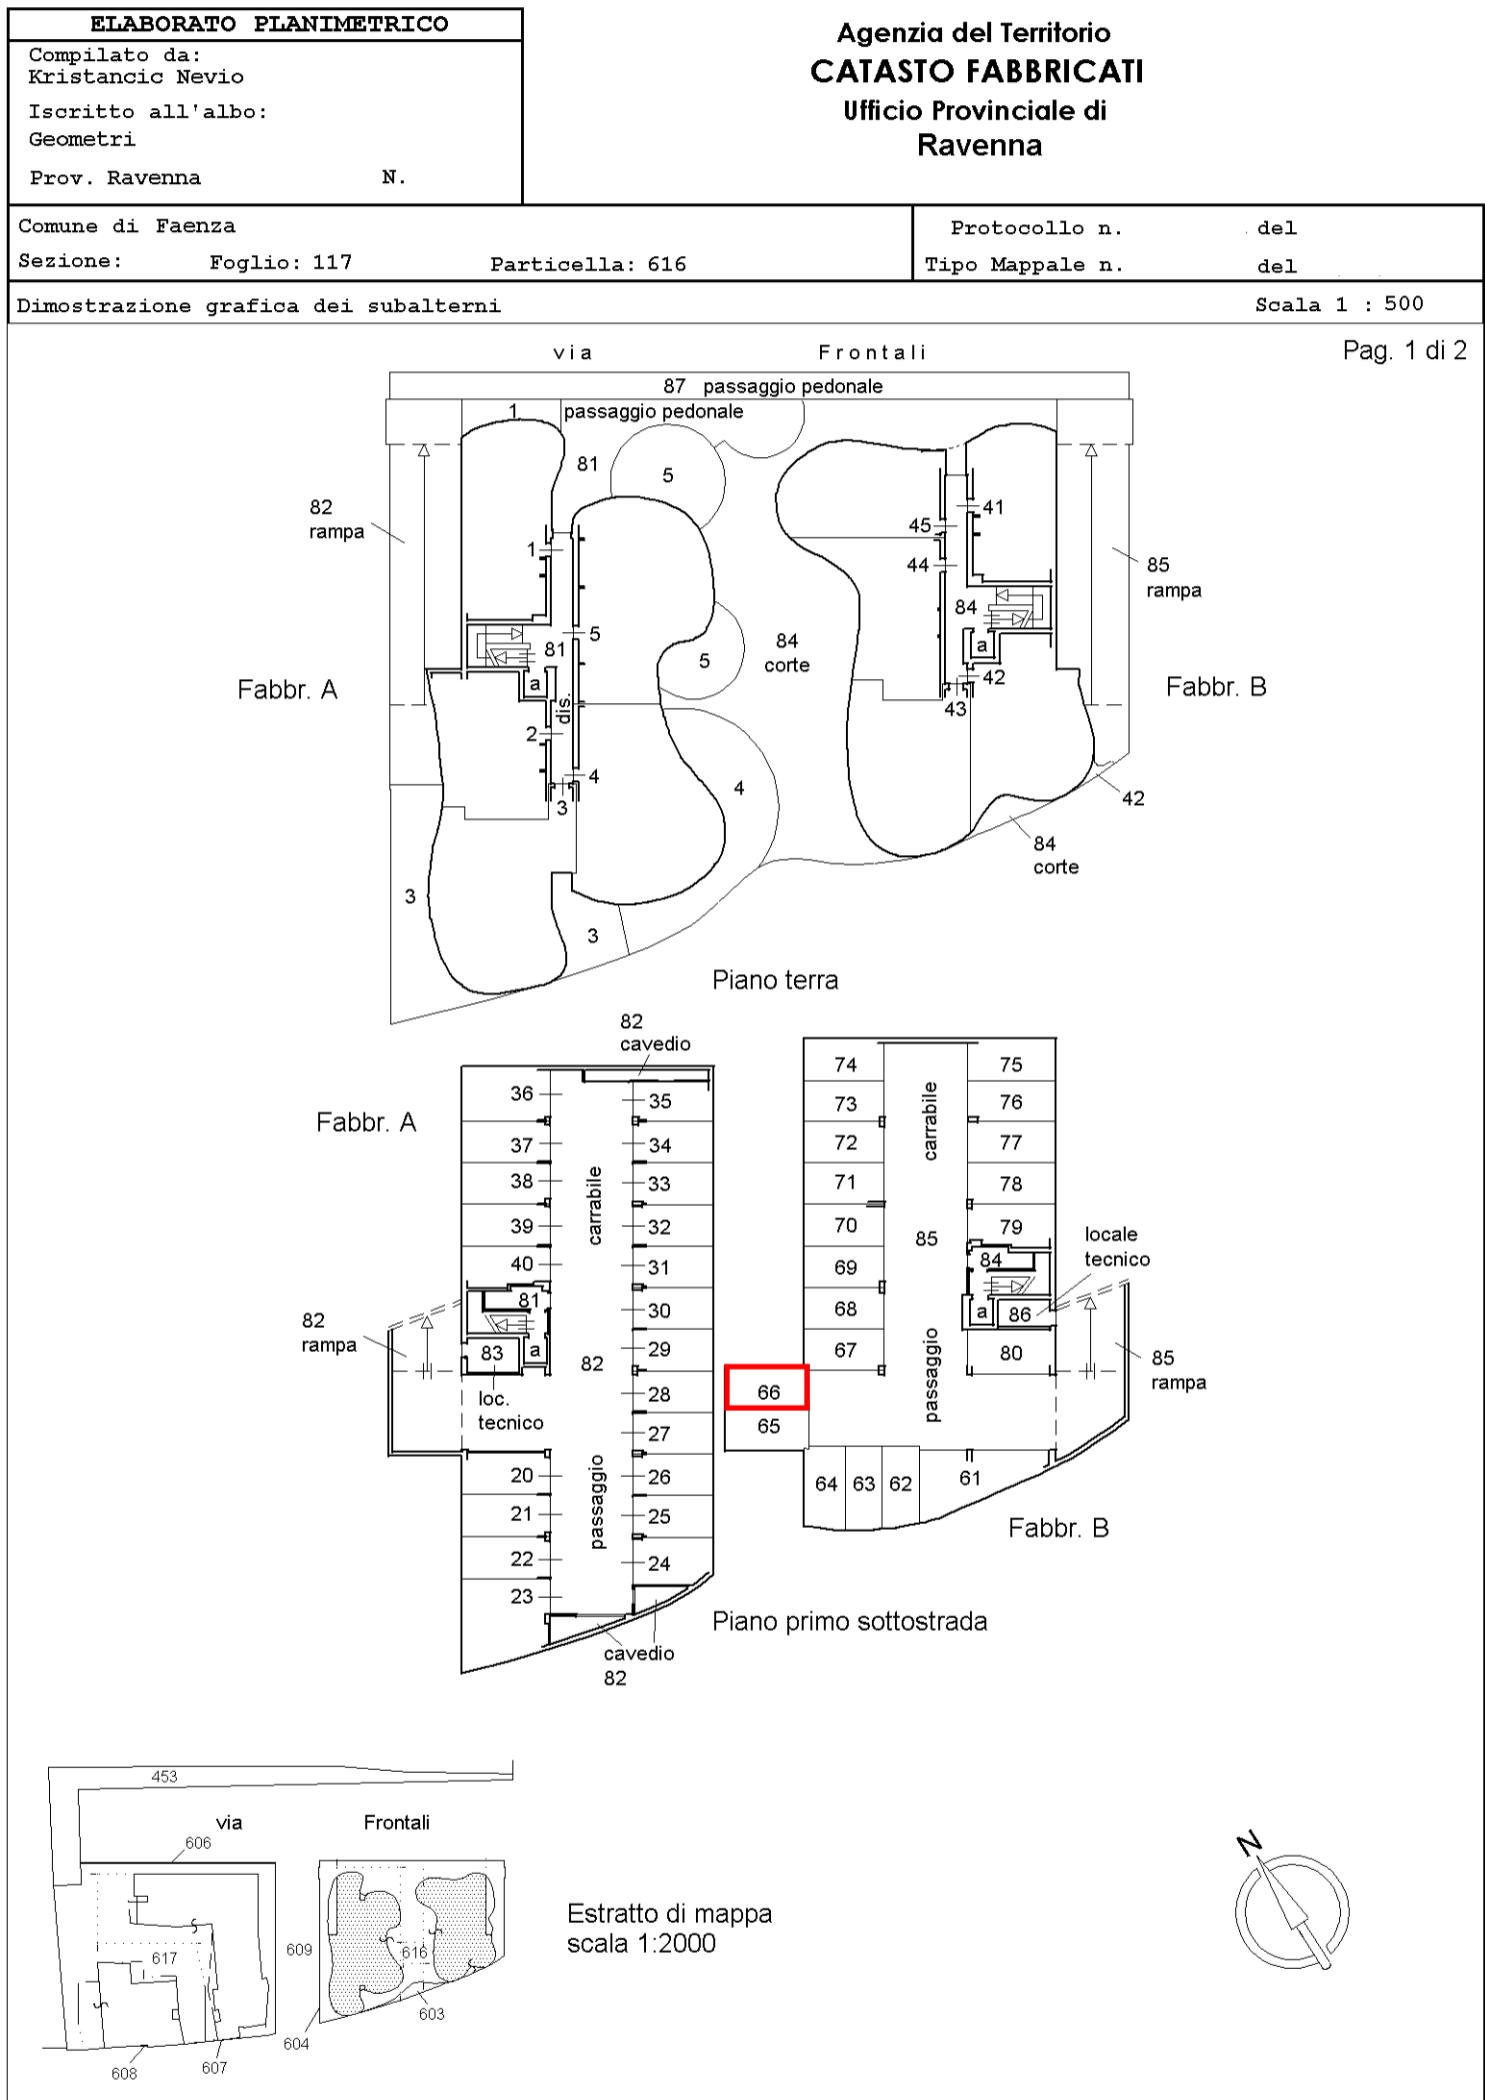 ELABORATO PLANIMETRICO
Compilato da:
Kristancic Nevio
Iscritto all'albo:
Geometri
Prov. Ravenna N.
Agenzia del Territorio
CATASTO FABBRICATI
Ufficio Provinciale di
Ravenna
Comune di Faenza
Sezione: Foglio: 117 Particella: 616
Protocollo n. del
Tipo Mappale n. del
Dimostrazione grafica dei subalterni Scala 1 : 500
Pag. 1 di 2
via Frontali
87 passaggio pedonale
1 passaggio pedonale
81
5
82
rampa
45
41
44
1
85
rampa
84
5
81
a
a
5
84
corte
42
43
Fabbr. A
Fabbr. B
dis.
2
4
3
4
42
84
corte
3
3
Piano terra
82
cavedio
Fabbr. A
36
35
37
34
38
33
39
32
40
31
carrabile
81
30
83
a
82
29
28
27
82
rampa
loc.
tecnico
20
26
21
25
22
24
23
passaggio
cavedio
82
74
75
73
76
72
77
71
78
70
79
carrabile
85
69
84
68
a
86
67
80
locale
tecnico
85
rampa
66
65
passaggio
64
63
62
61
Fabbr. B
Piano primo sottostrada
453
via Frontali
606
617
609
616
603
604
607
608
Estratto di mappa
scala 1:2000
N